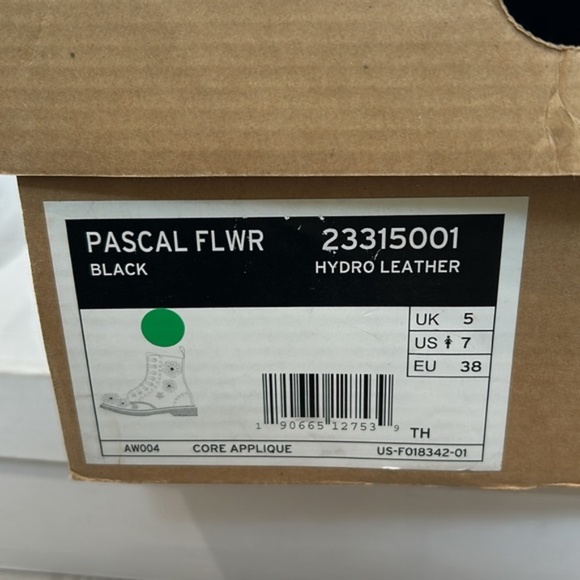 PASCAL FLWR 23315001
BLACK HYDRO LEATHER
UK 5
US 7
EU 38
1 90665 12753 9
TH
AW004 CORE APPLIQUE US-F018342-01